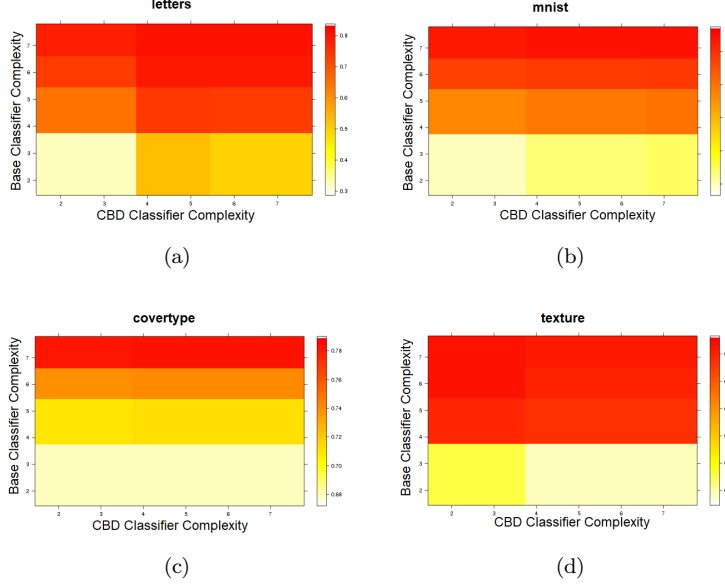 letters
mnist
Base Classifier Complexity
7
6
5
4
3
2
2 3 4 5 6 7
CBD Classifier Complexity
0.8
0.7
0.6
0.5
0.4
0.3
Base Classifier Complexity
7
6
5
4
3
2
2 3 4 5 6 7
CBD Classifier Complexity
(a)
(b)
covertype
texture
Base Classifier Complexity
7
6
5
4
3
2
2 3 4 5 6 7
CBD Classifier Complexity
0.78
0.76
0.74
0.72
0.70
0.68
Base Classifier Complexity
7
6
5
4
3
2
2 3 4 5 6 7
CBD Classifier Complexity
(c)
(d)